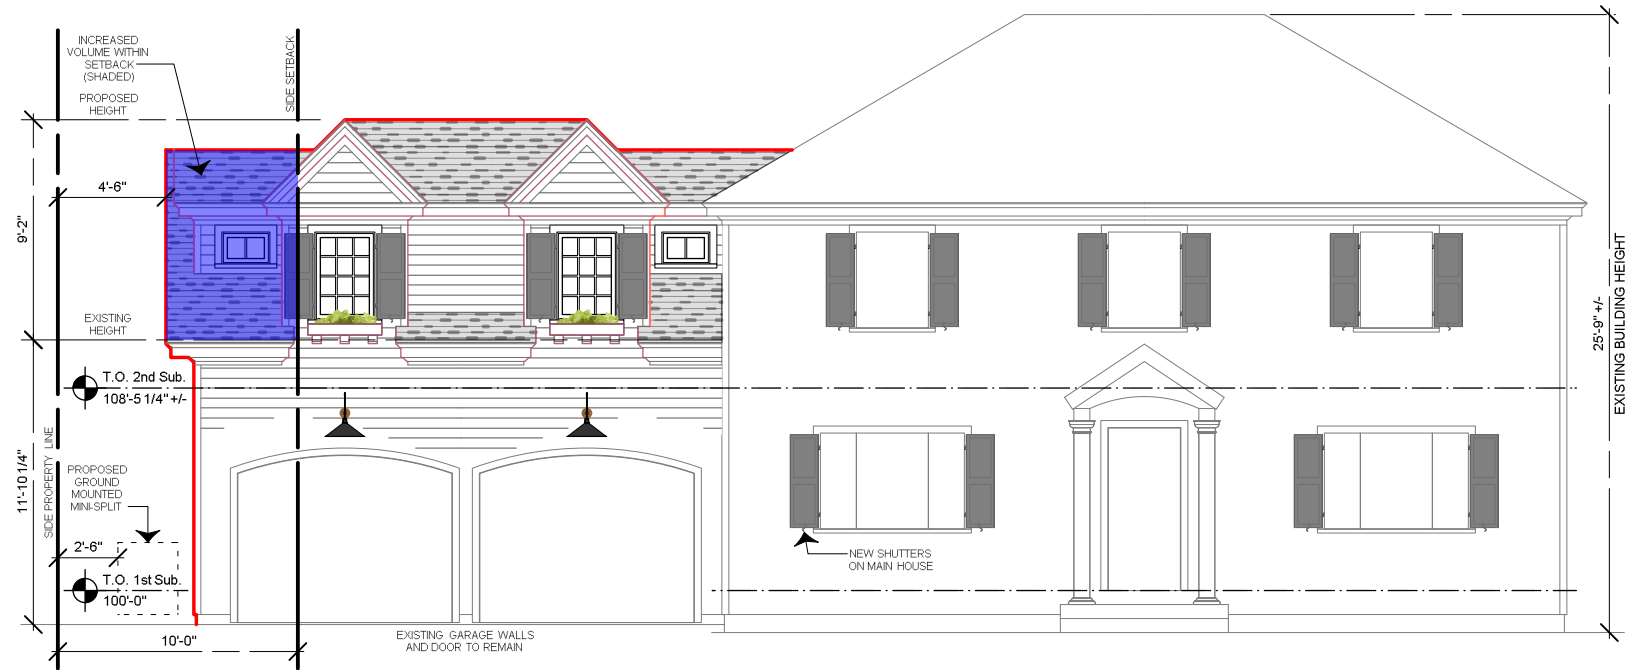 INCREASED
VOLUME WITHIN
SETBACK
(SHADED)
PROPOSED
HEIGHT
SIDE SETBACK
4'-6"
9'-2"
EXISTING
HEIGHT
T.O. 2nd Sub.
108'-5 1/4" +/-
11'-10 1/4"
SIDE PROPERTY LINE
PROPOSED
GROUND
MOUNTED
MINI-SPLIT
2'-6"
T.O. 1st Sub.
100'-0"
10'-0"
EXISTING GARAGE WALLS
AND DOOR TO REMAIN
NEW SHUTTERS
ON MAIN HOUSE
25'-9" +/-
EXISTING BUILDING HEIGHT